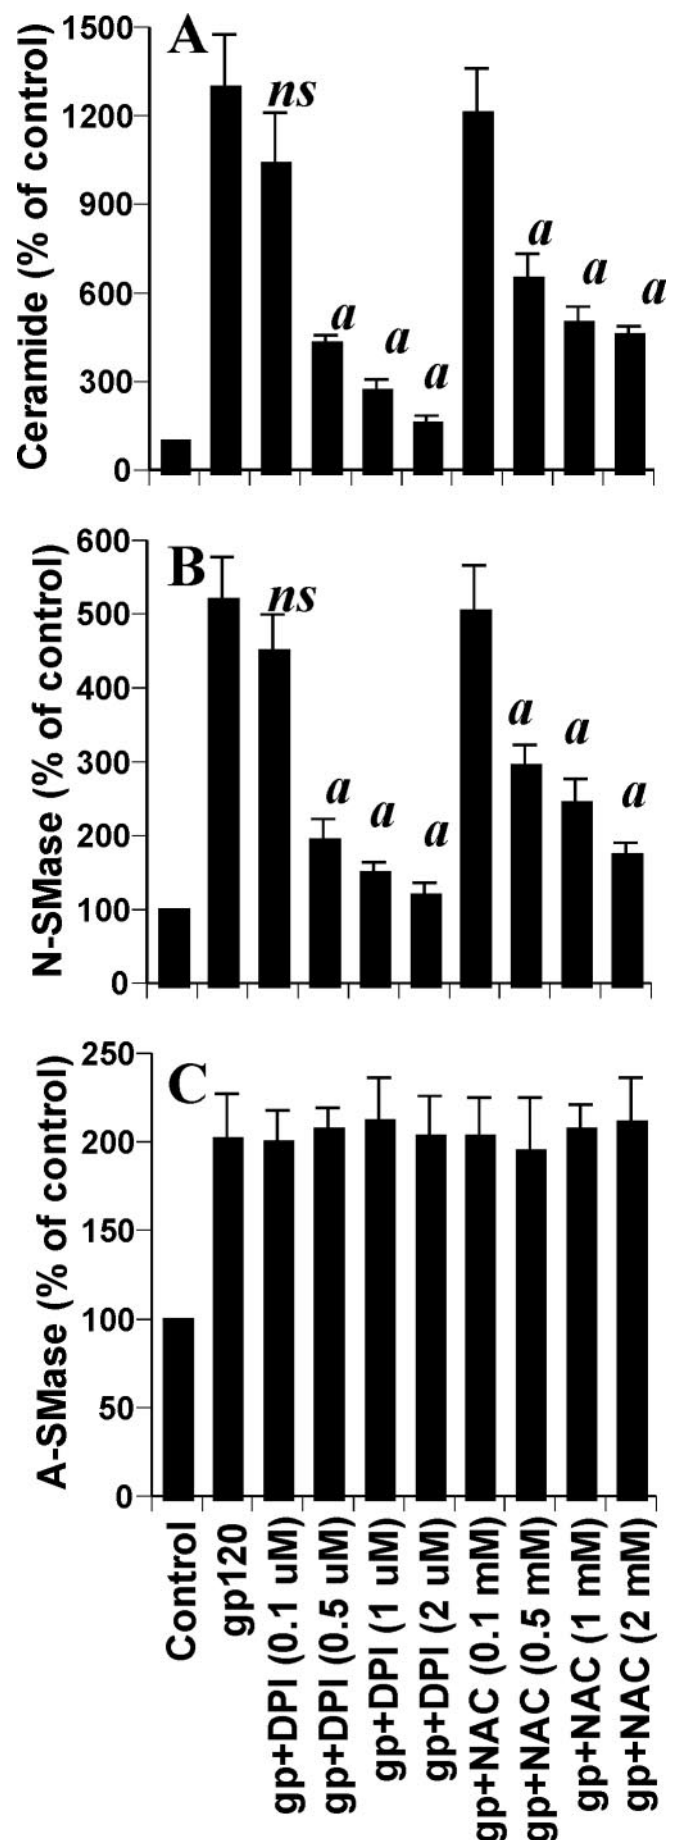 A
Ceramide (% of control)
1500
1200
900
600
300
0
ns
a
a
a
a
a
a
B
N-SMase (% of control)
600
500
400
300
200
100
0
ns
a
a
a
a
a
a
C
A-SMase (% of control)
250
200
150
100
50
0
Control
gp120
gp+DPI (0.1 uM)
gp+DPI (0.5 uM)
gp+DPI (1 uM)
gp+DPI (2 uM)
gp+NAC (0.1 mM)
gp+NAC (0.5 mM)
gp+NAC (1 mM)
gp+NAC (2 mM)